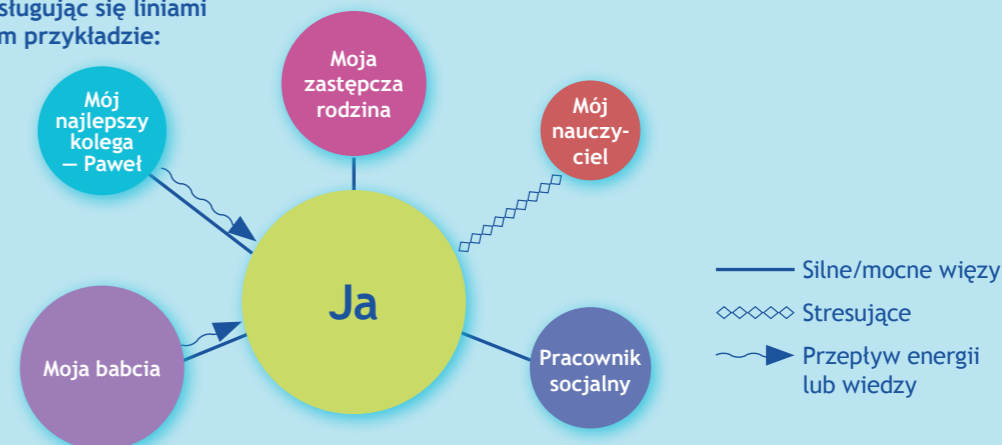 sługując się liniami
m przykładzie:
Moja
zastępcza
rodzina
Mój
najlepszy
kolega
— Paweł
Mój
nauczy-
ciel
Ja
Moja babcia
Pracownik
socjalny
Silne/mocne więzy
Stresujące
Przepływ energii
lub wiedzy